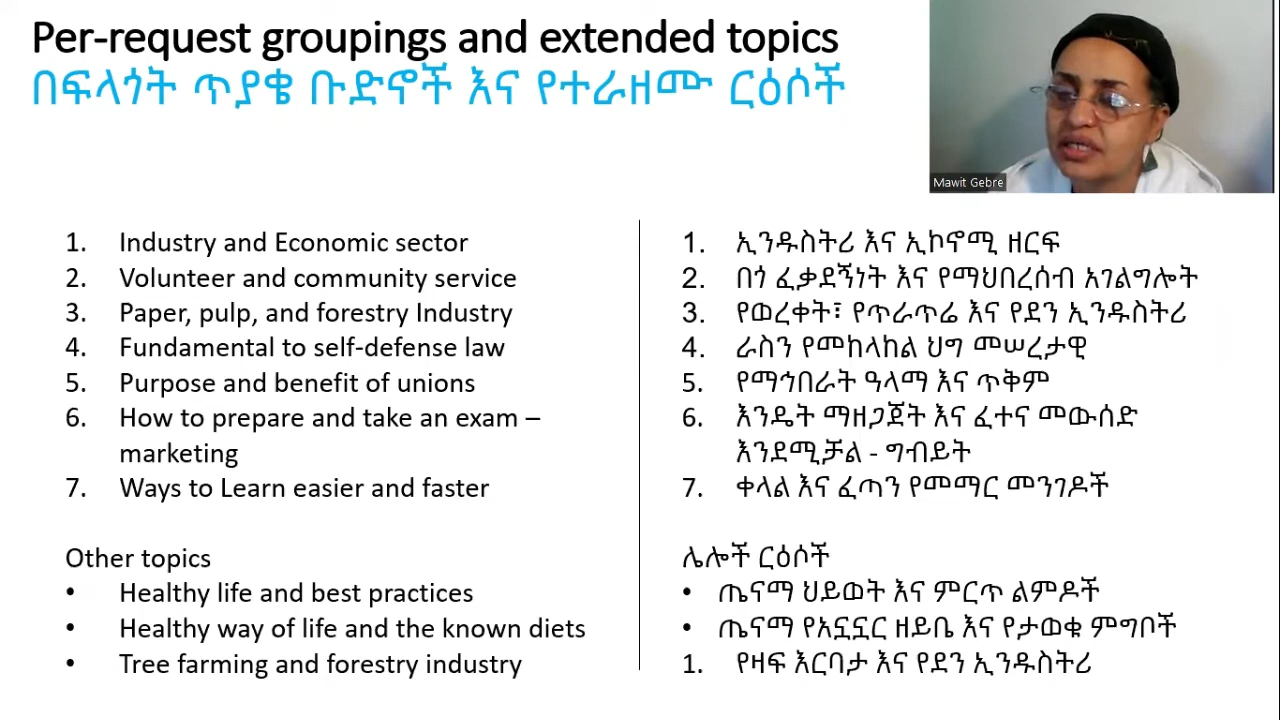 Per-request groupings and extended topics
በፍላጎት ጥያቄ ቡድኖች እና የተራዘሙ ርዕሶች
Mawit Gebre
1. Industry and Economic sector
2. Volunteer and community service
3. Paper, pulp, and forestry Industry
4. Fundamental to self-defense law
5. Purpose and benefit of unions
6. How to prepare and take an exam –
marketing
7. Ways to Learn easier and faster
Other topics
• Healthy life and best practices
• Healthy way of life and the known diets
• Tree farming and forestry industry
1. ኢንዱስትሪ እና ኢኮኖሚ ዘርፍ
2. በጎ ፈቃደኝነት እና የማህበረሰብ አገልግሎት
3. የወረቀት፣ የጥራጥሬ እና የደን ኢንዱስትሪ
4. ራስን የመከላከል ህግ መሠረታዊ
5. የማኅበራት ዓላማ እና ጥቅም
6. እንዴት ማዘጋጀት እና ፈተና መውሰድ
እንደሚቻል - ግብይት
7. ቀላል እና ፈጣን የመማር መንገዶች
ሌሎች ርዕሶች
• ጤናማ ህይወት እና ምርጥ ልምዶች
• ጤናማ የአኗኗር ዘይቤ እና የታወቁ ምግቦች
1. የዛፍ እርባታ እና የደን ኢንዱስትሪ